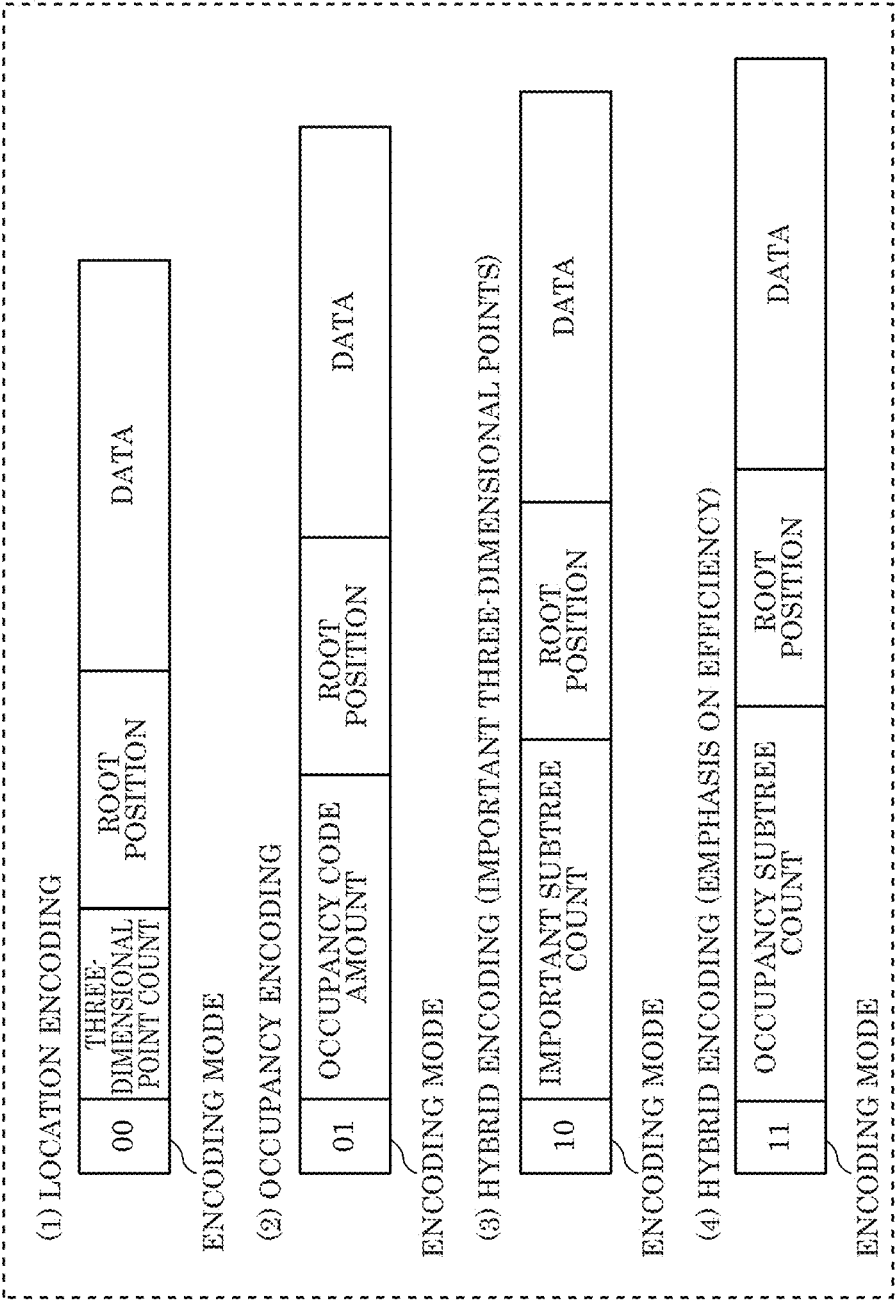 (1) LOCATION ENCODING
00
THREE-
DIMENSIONAL
POINT COUNT
ROOT
POSITION
DATA
ENCODING MODE
(2) OCCUPANCY ENCODING
01
OCCUPANCY CODE
AMOUNT
ROOT
POSITION
DATA
ENCODING MODE
(3) HYBRID ENCODING (IMPORTANT THREE-DIMENSIONAL POINTS)
10
IMPORTANT SUBTREE
COUNT
ROOT
POSITION
DATA
ENCODING MODE
(4) HYBRID ENCODING (EMPHASIS ON EFFICIENCY)
11
OCCUPANCY SUBTREE
COUNT
ROOT
POSITION
DATA
ENCODING MODE